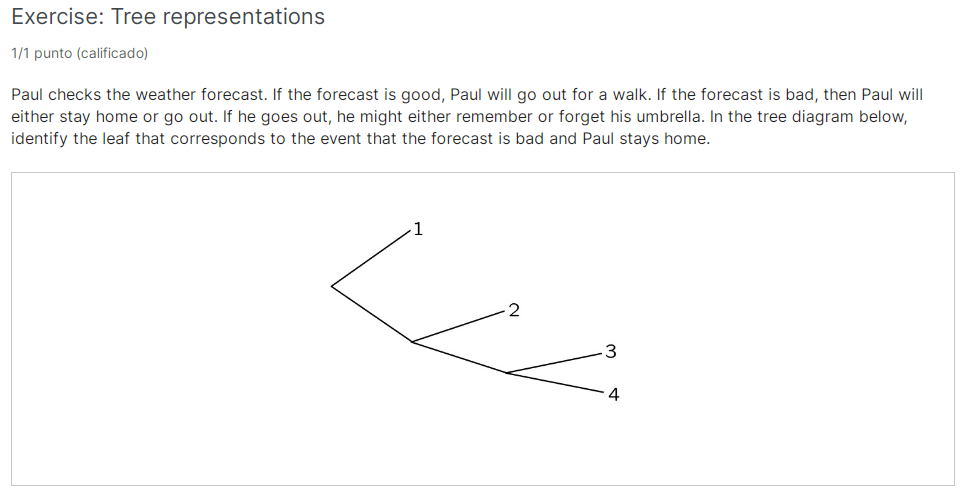 Exercise: Tree representations
1/1 punto (calificado)
Paul checks the weather forecast. If the forecast is good, Paul will go out for a walk. If the forecast is bad, then Paul will
either stay home or go out. If he goes out, he might either remember or forget his umbrella. In the tree diagram below,
identify the leaf that corresponds to the event that the forecast is bad and Paul stays home.
1
2
3
4